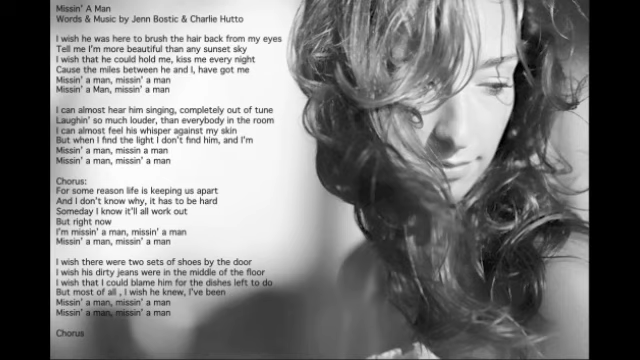 Missin' A Man
Words & Music by Jenn Bostic & Charlie Hutto
I wish he was here to brush the hair back from my eyes
Tell me I'm more beautiful than any sunset sky
I wish that he could hold me, kiss me every night
Cause the miles between he and I, have got me
Missin' a man, missin' a man
Missin' a Man, missin' a man
I can almost hear him singing, completely out of tune
Laughin' so much louder, than everybody in the room
I can almost feel his whisper against my skin
But when I find the light I don't find him, and I'm
Missin' a man, missin a man
Missin' a man, missin' a man
Chorus:
For some reason life is keeping us apart
And I don't know why, it has to be hard
Someday I know it'll all work out
But right now
I'm missin' a man, missin' a man
Missin' a man, missin' a man
I wish there were two sets of shoes by the door
I wish his dirty jeans were in the middle of the floor
I wish that I could blame him for the dishes left to do
But most of all , I wish he knew, I've been
Missin' a man, missin' a man
Missin' a man, missin' a man
Chorus